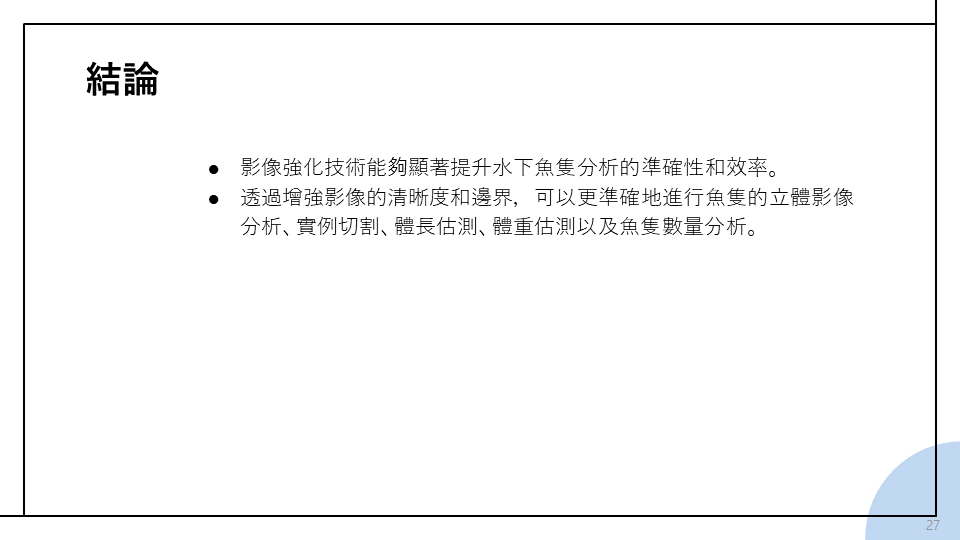 結論
● 影像強化技術能夠顯著提升水下魚隻分析的準確性和效率。
● 透過增強影像的清晰度和邊界，可以更準確地進行魚隻的立體影像
分析、實例切割、體長估測、體重估測以及魚隻數量分析。
27